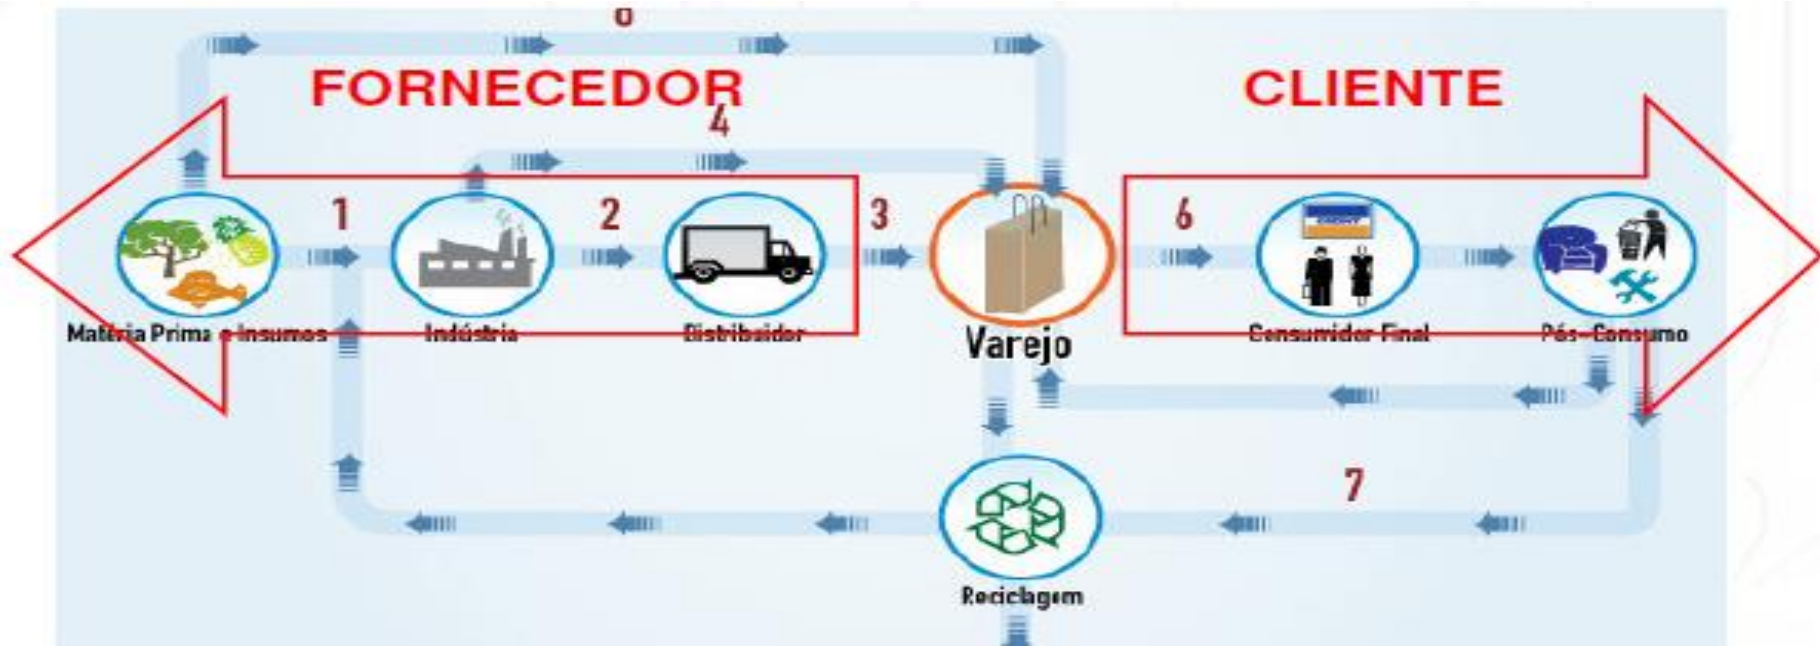 FORNECEDOR
CLIENTE
4
1
2
3
6
Matéria Prima e Insumos
Indústria
Distribuidor
Varejo
Consumidor Final
Pós-Consumo
7
Reciclagem